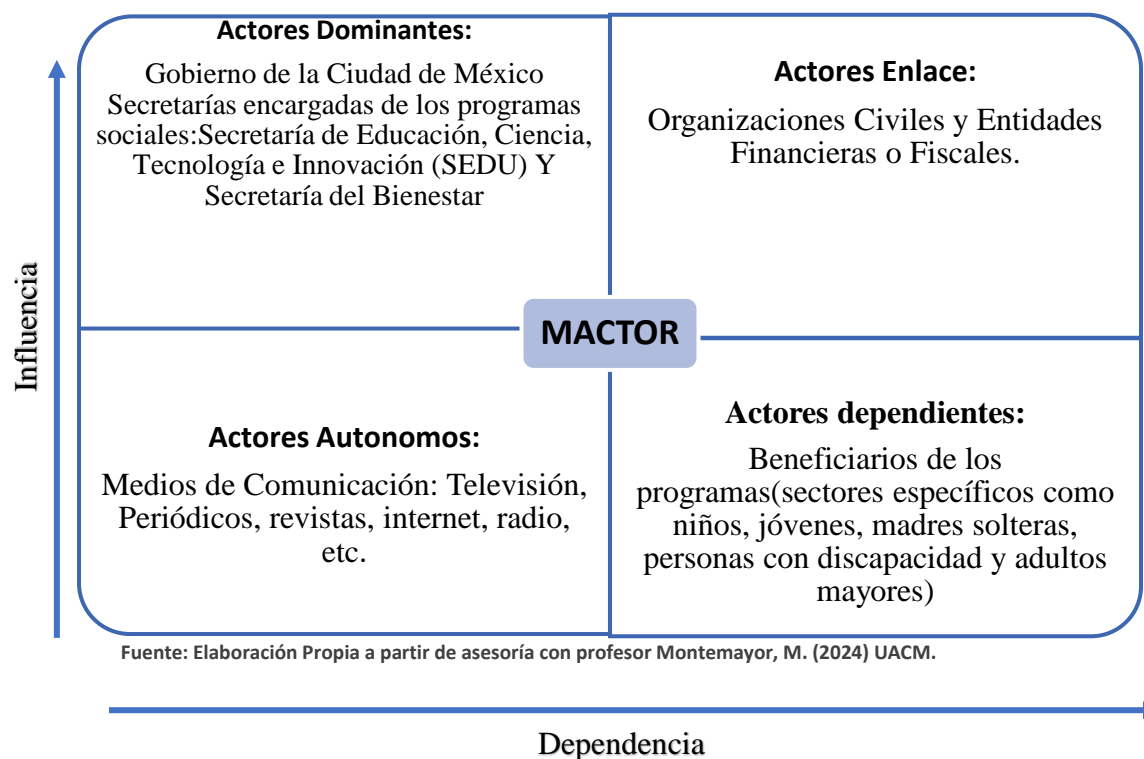 Actores Dominantes:
Gobierno de la Ciudad de México
Secretarías encargadas de los programas
sociales:Secretaría de Educación, Ciencia,
Tecnología e Innovación (SEDU) Y
Secretaría del Bienestar
Actores Enlace:
Organizaciones Civiles y Entidades
Financieras o Fiscales.
Influencia
MACTOR
Actores Autonomos:
Medios de Comunicación: Televisión,
Periódicos, revistas, internet, radio,
etc.
Actores dependientes:
Beneficiarios de los
programas(sectores específicos como
niños, jóvenes, madres solteras,
personas con discapacidad y adultos
mayores)
Fuente: Elaboración Propia a partir de asesoría con profesor Montemayor, M. (2024) UACM.
Dependencia